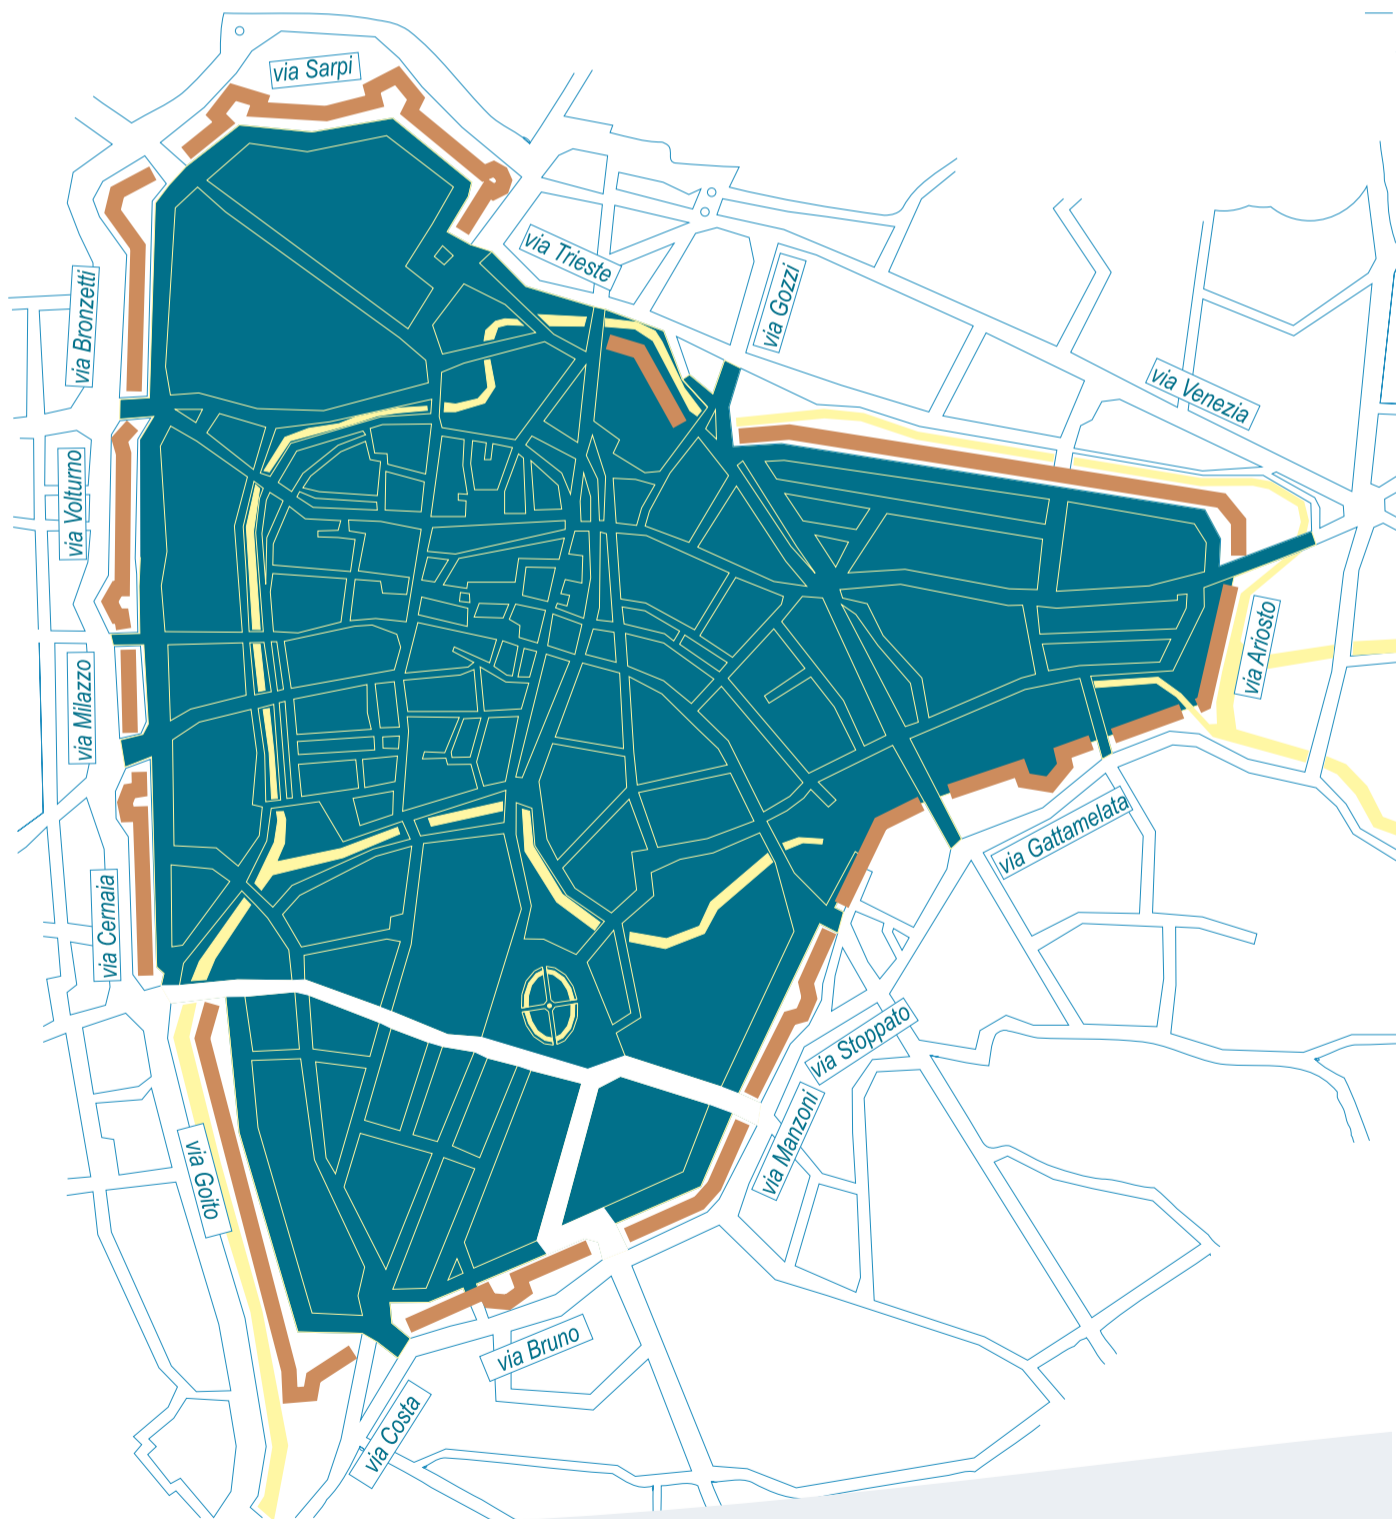 via Sarpi
via Trieste
via Gozzi
via Bronzetti
via Venezia
via Volturno
via Ariosto
via Milazzo
via Gattamelata
via Cernaia
via Stoppato
via Manzoni
via Goito
via Bruno
via Costa